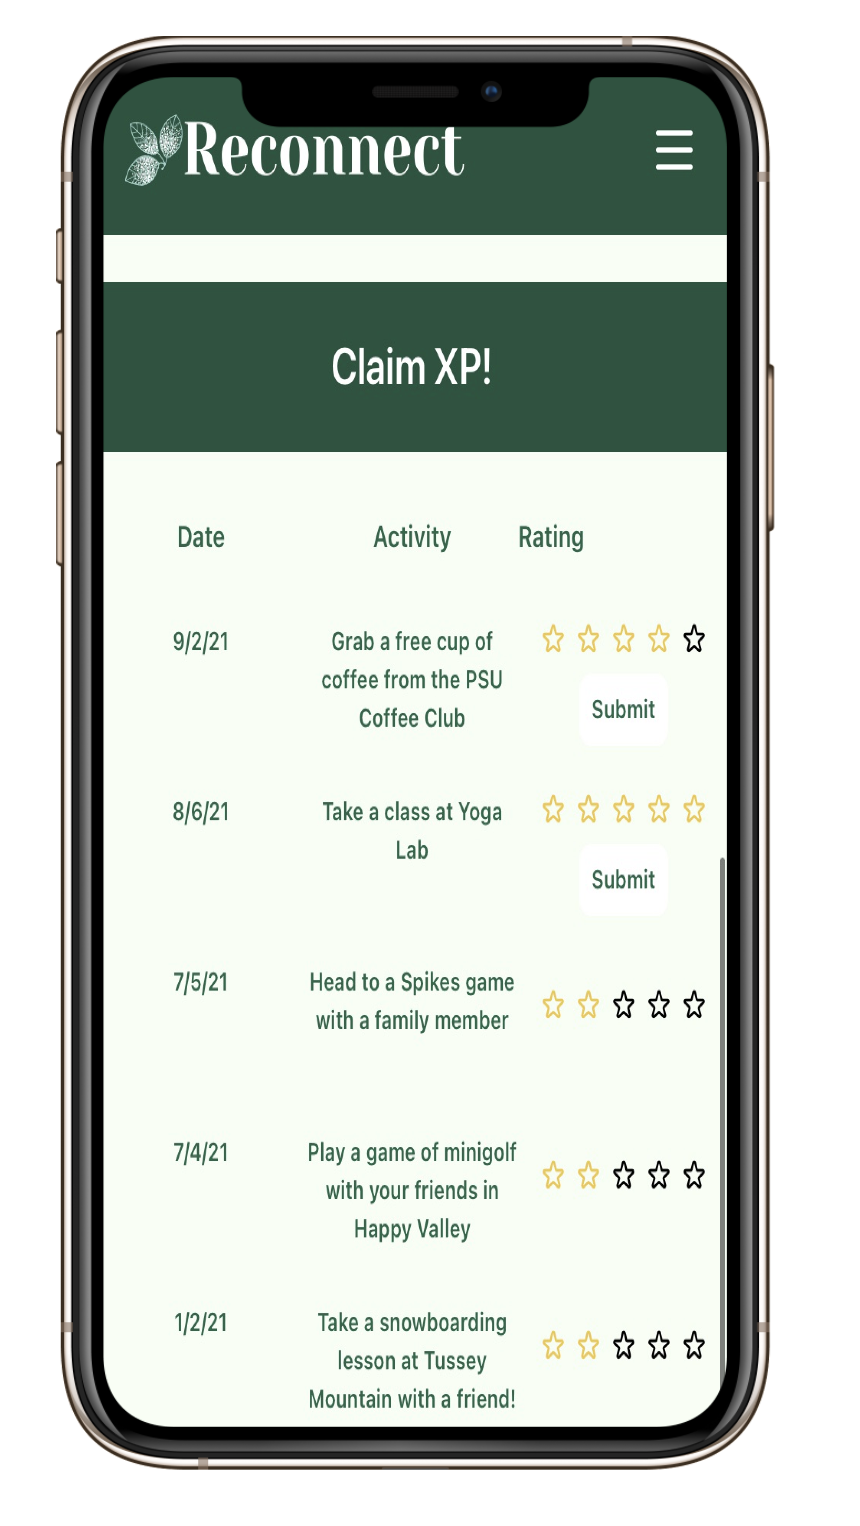 Reconnect
Claim XP!
Date Activity Rating
9/2/21 Grab a free cup of
coffee from the PSU
Coffee Club
Submit
8/6/21 Take a class at Yoga
Lab
Submit
7/5/21 Head to a Spikes game
with a family member
7/4/21 Play a game of minigolf
with your friends in
Happy Valley
1/2/21 Take a snowboarding
lesson at Tussey
Mountain with a friend!